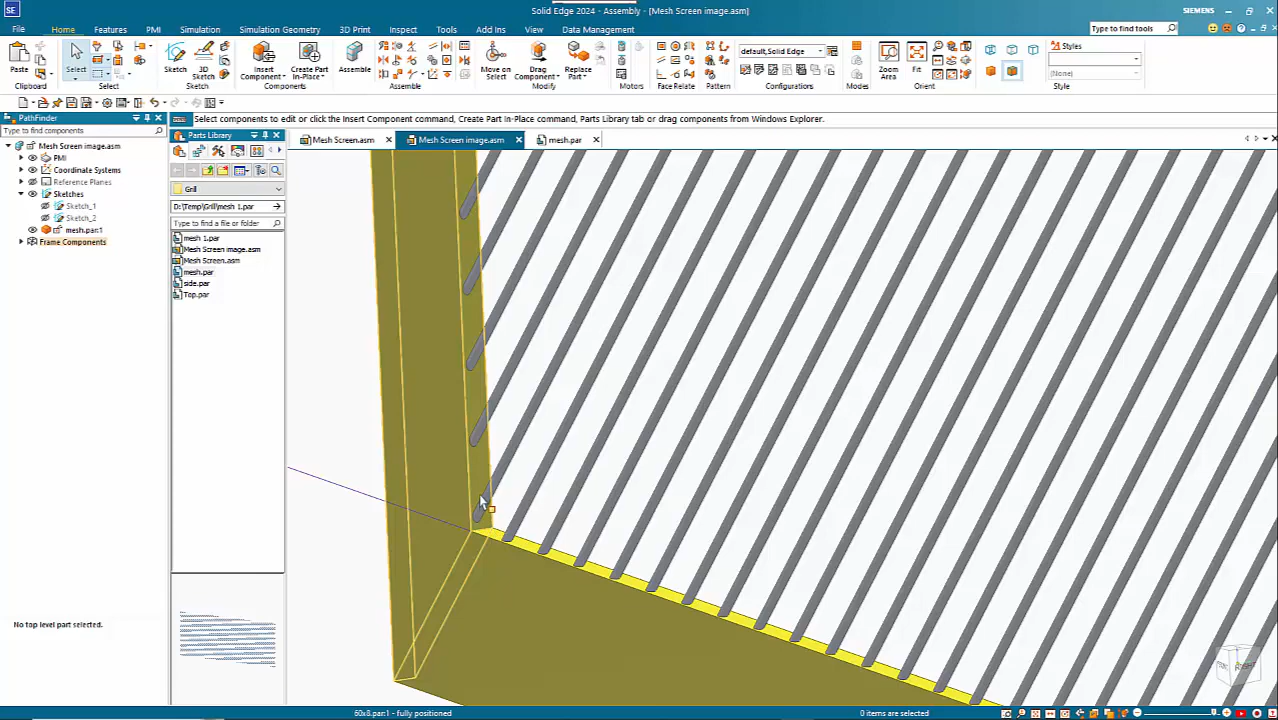 SE
Solid Edge 2024 - Assembly - [Mesh Screen image.asm]
SIEMENS
File
Home
Features
PMI
Simulation
Simulation Geometry
3D Print
Inspect
Tools
Add Ins
View
Data Management
Type to find tools
Paste
Select
Sketch
3D Sketch
Insert Component
Create Part In-Place
Assembly
Move on Select
Drag Component
Replace Part
default,Solid Edge
Zoom Area
Fit
Styles
(None)
Clipboard
Select
Sketch
Components
Assemble
Modify
Motors
Face Relate
Pattern
Configurations
Modes
Orient
Style
PathFinder
Select components to edit or click the Insert Component command, Create Part In-Place command, Parts Library tab or drag components from Windows Explorer.
Type to find components
Parts Library
Mesh Screen.asm
Mesh Screen image.asm
mesh.par
Mesh Screen image.asm
PMI
Coordinate Systems
Reference Planes
Sketches
Sketch_1
Sketch_2
mesh.par:1
Frame Components
Grill
D:\Temp\Grill\mesh 1.par
Type to find a file or folder
mesh 1.par
Mesh Screen image.asm
Mesh Screen.asm
mesh.par
side.par
Top.par
No top level part selected.
RIGHT
60x8.par:1 - fully positioned
0 items are selected